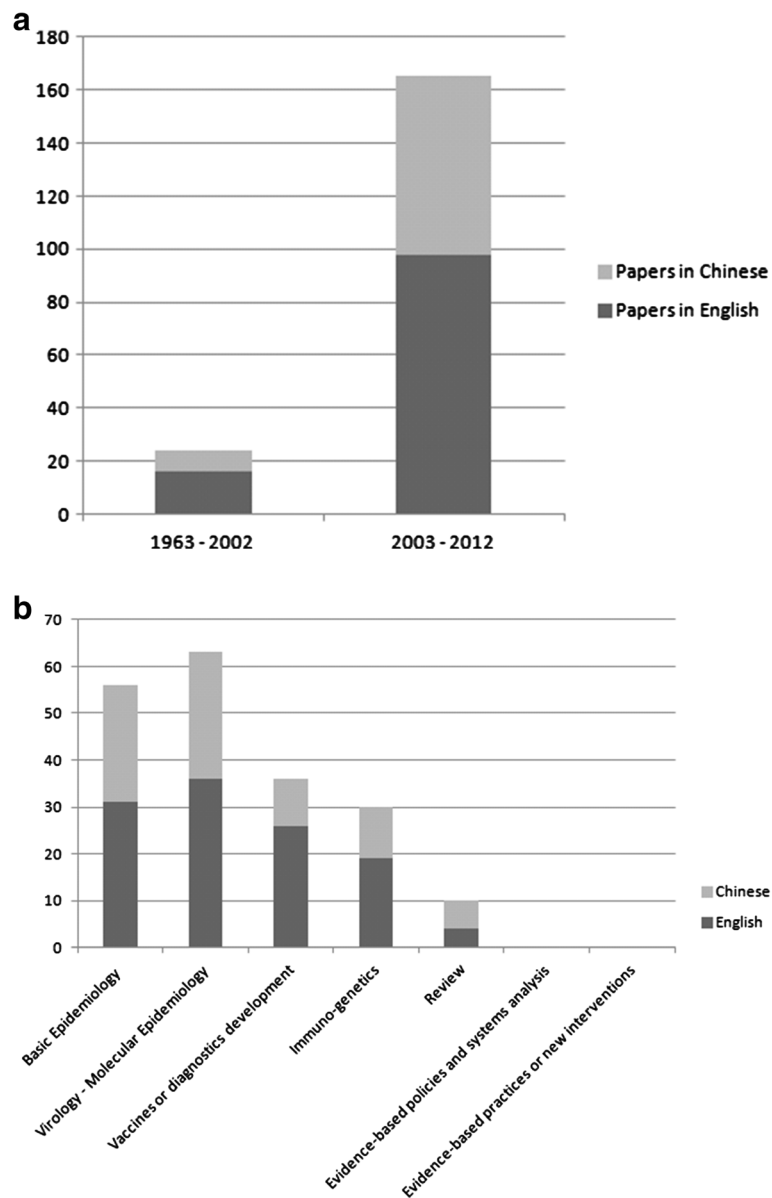 a
180
160
140
120
100
80
60
40
20
0
1963 - 2002
2003 - 2012
Papers in Chinese
Papers in English
b
70
60
50
40
30
20
10
0
Basic Epidemiology
Virology - Molecular Epidemiology
Vaccines or diagnostics development
Immuno-genetics
Review
Evidence-based policies and systems analysis
Evidence-based practices or new interventions
Chinese
English